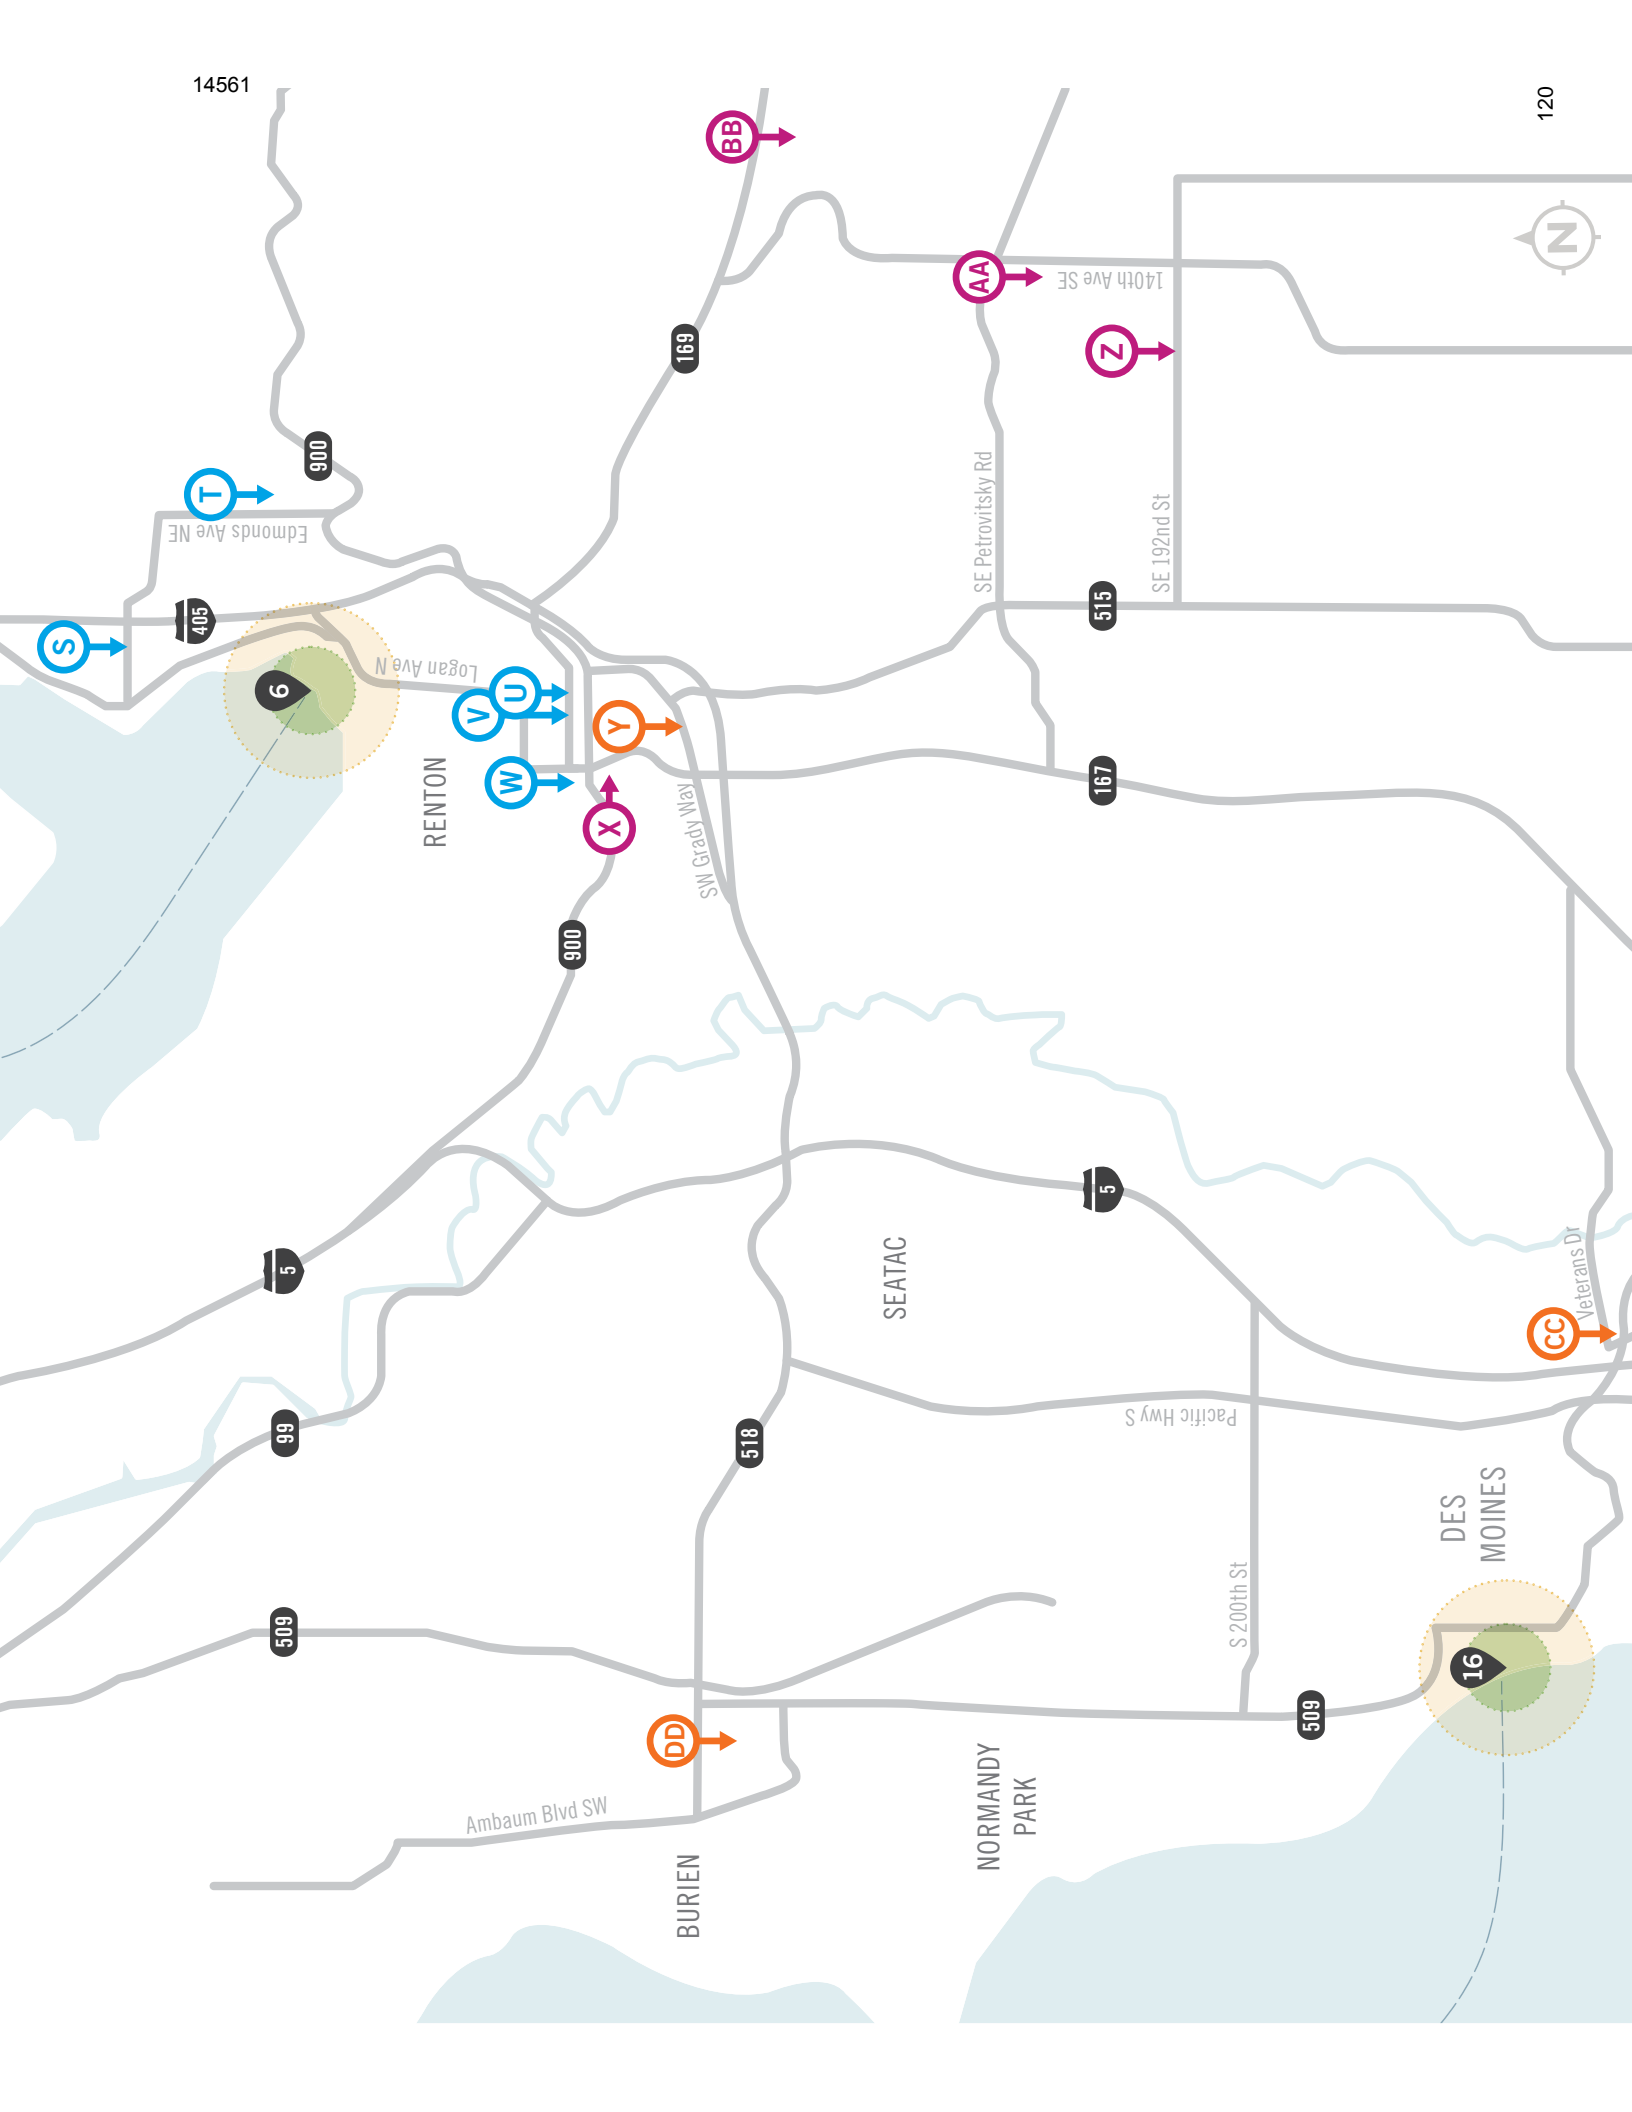 14561
120
BB
N
140th Ave SE
AA
Z
169
900
T
Edmonds Ave NE
SE Petrovitsky Rd
SE 192nd St
405
S
515
6
Logan Ave N
U
V
Y
W
167
RENTON
X
SW Grady Way
900
5
SEATAC
5
Veterans Dr
CC
Pacific Hwy S
99
518
DES
MOINES
509
S 200th St
16
509
DD
NORMANDY
PARK
Ambaum Blvd SW
BURIEN